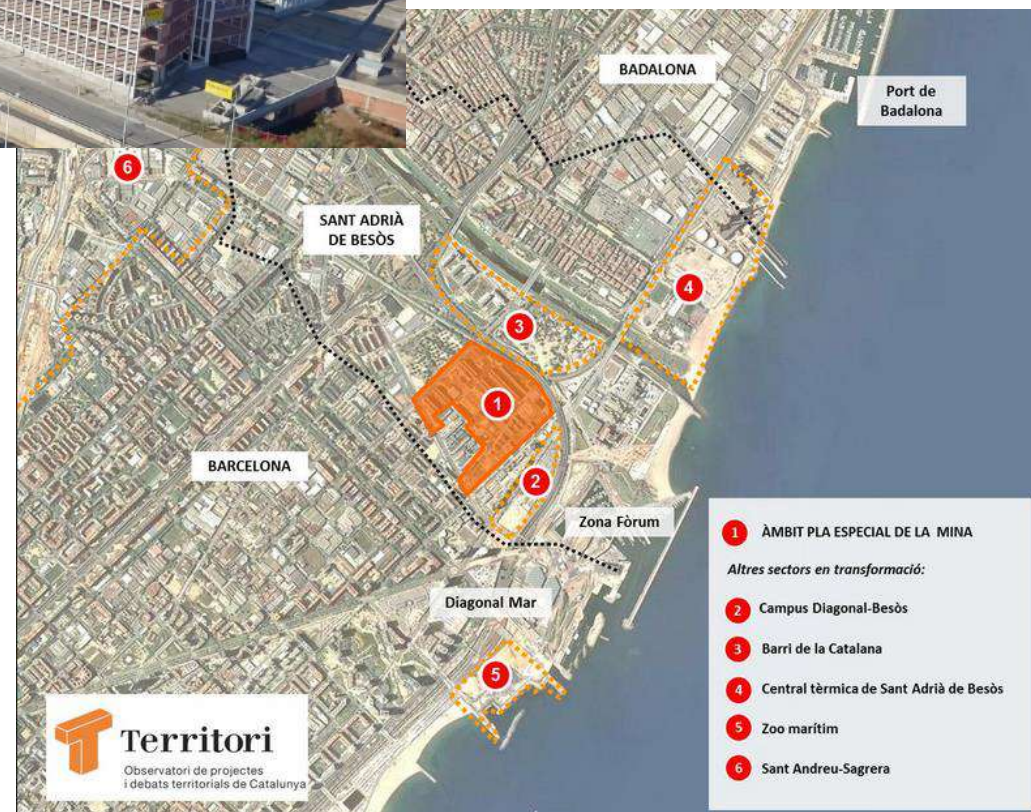 BADALONA
Port de
Badalona
6
SANT ADRIÀ
DE BESÒS
4
3
1
BARCELONA
2
Zona Fòrum
Diagonal Mar
5
1 ÀMBIT PLA ESPECIAL DE LA MINA
Altres sectors en transformació:
2 Campus Diagonal-Besòs
3 Barri de la Catalana
4 Central tèrmica de Sant Adrià de Besòs
5 Zoo marítim
6 Sant Andreu-Sagrera
Territori
Observatori de projectes
i debats territorials de Catalunya